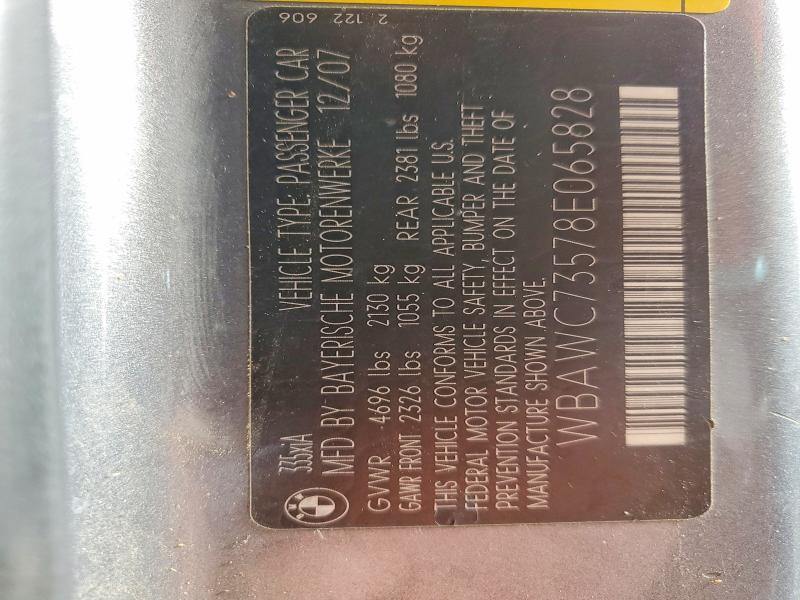 335xiA VEHICLE TYPE: PASSENGER CAR
MFD BY BAYERISCHE MOTORENWERKE 12/07
GVWR 4696 lbs 2130 kg
GAWR FRONT 2326 lbs 1055 kg REAR 2381 lbs 1080 kg
THIS VEHICLE CONFORMS TO ALL APPLICABLE U.S.
FEDERAL MOTOR VEHICLE SAFETY, BUMPER AND THEFT
PREVENTION STANDARDS IN EFFECT ON THE DATE OF
MANUFACTURE SHOWN ABOVE.
WBAWC73578E065828
2 122 606